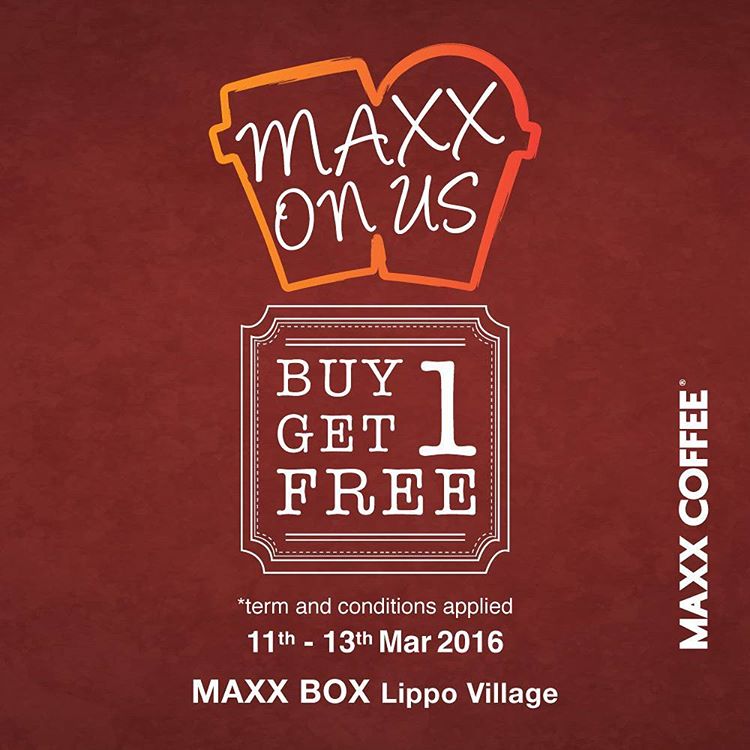 MAXX
ON US
BUY 1
GET
FREE
*term and conditions applied
11th - 13th Mar 2016
MAXX BOX Lippo Village
MAXX COFFEE®